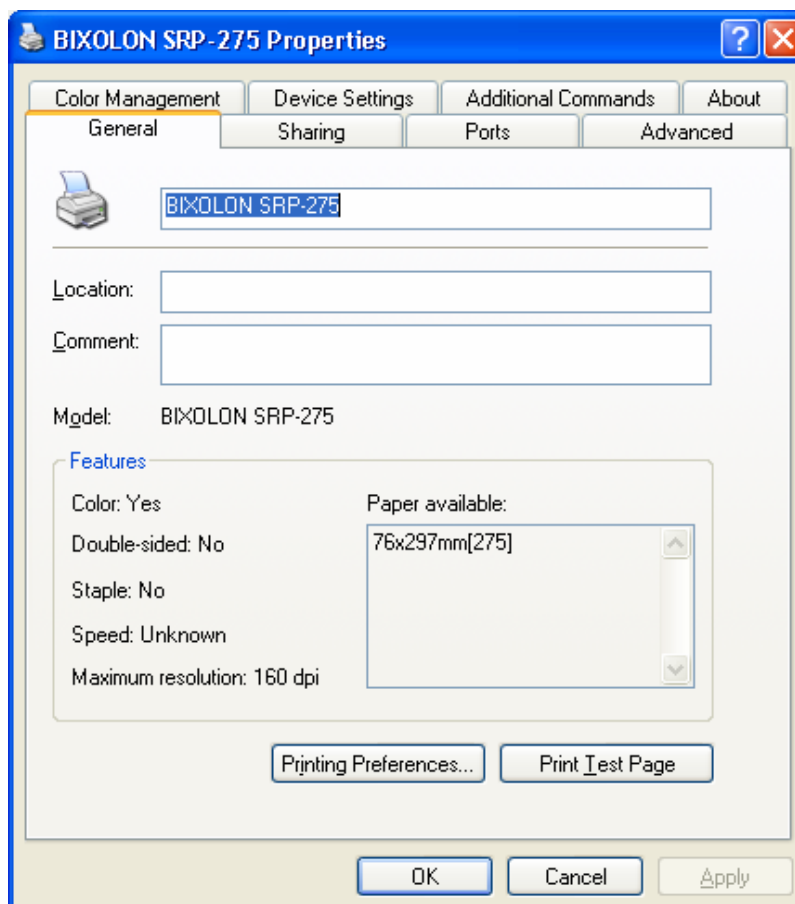 BIXOLON SRP-275 Properties
Color Management Device Settings Additional Commands About
General Sharing Ports Advanced
BIXOLON SRP-275
Location:
Comment:
Model: BIXOLON SRP-275
Features
Color: Yes
Paper available:
Double-sided: No
76x297mm[275]
Staple: No
Speed: Unknown
Maximum resolution: 160 dpi
Printing Preferences... Print Test Page
OK Cancel Apply